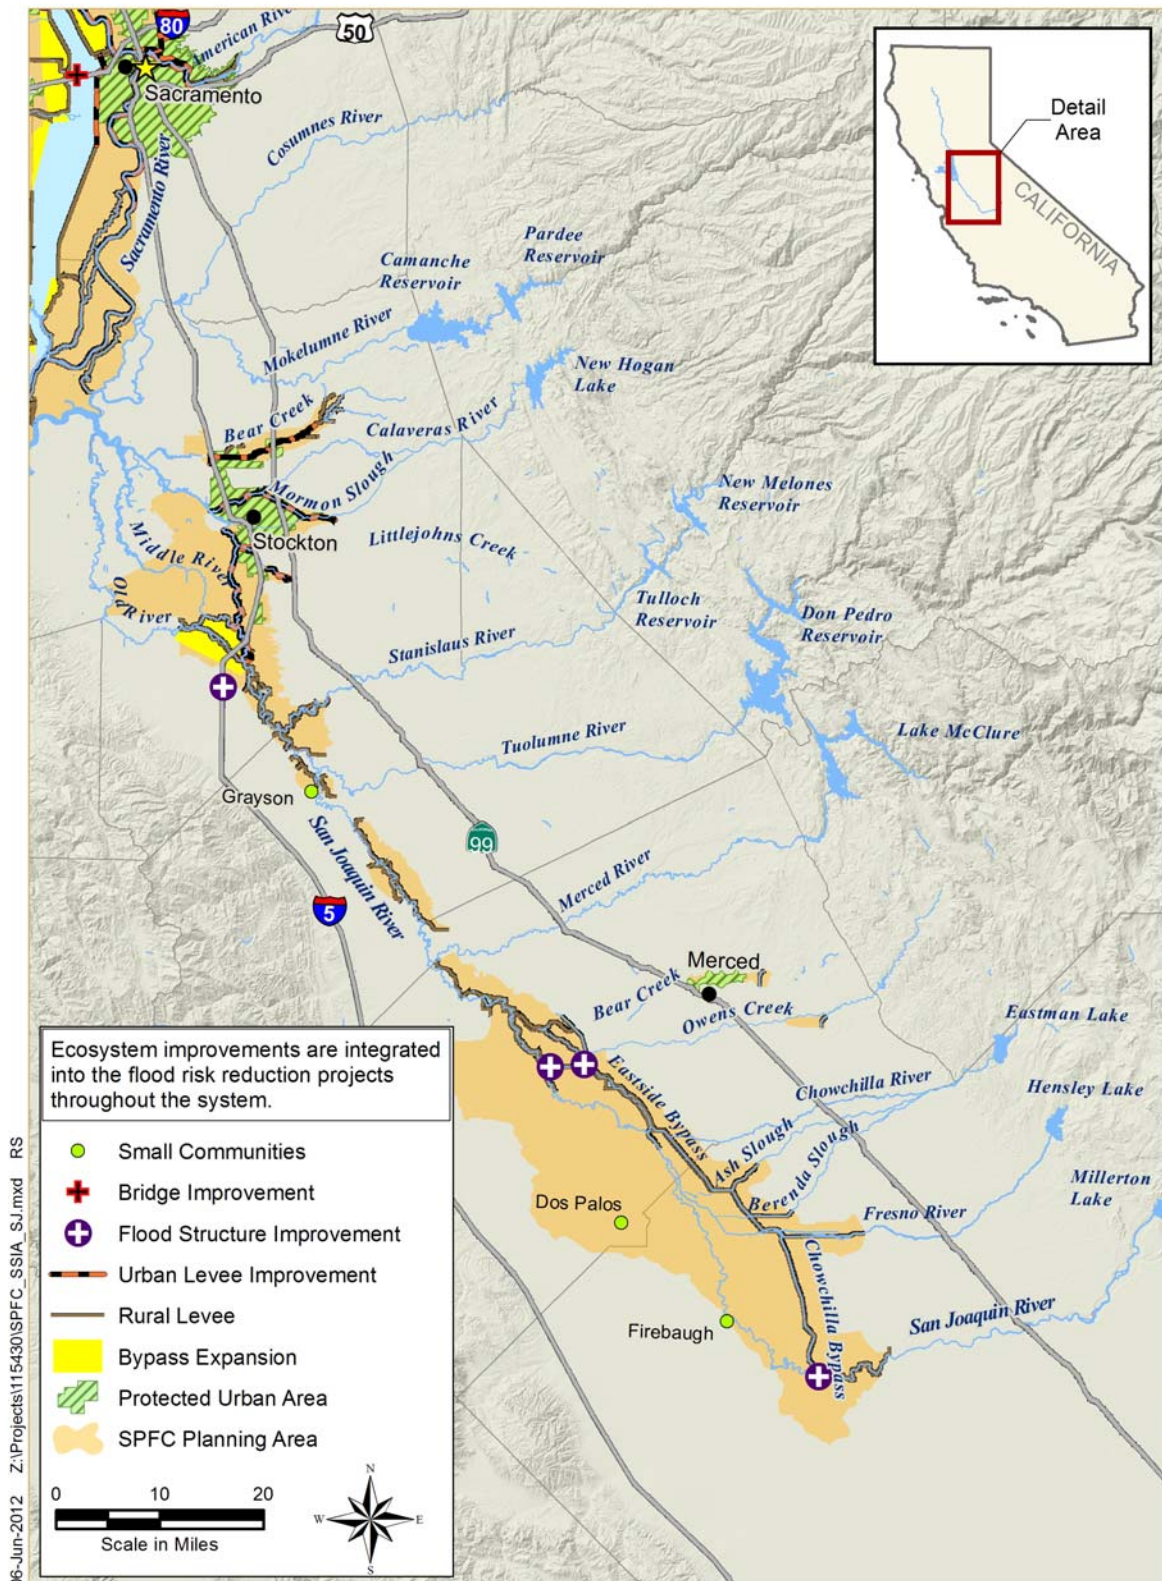 80
50
American River
Sacramento
Cosumnes River
Sacramento River
Detail
Area
CALIFORNIA
Pardee
Reservoir
Camanche
Reservoir
Mokelumne River
New Hogan
Lake
Bear Creek
Calaveras River
Mormon Slough
New Melones
Reservoir
Stockton
Littlejohns Creek
Middle River
Old River
Tulloch
Reservoir
Don Pedro
Reservoir
Stanislaus River
Tuolumne River
Lake McClure
Grayson
San Joaquin River
CALIFORNIA
99
5
Merced River
Merced
Bear Creek
Owens Creek
Eastman Lake
Eastside Bypass
Chowchilla River
Hensley Lake
Ash Slough
Berenda Slough
Millerton
Lake
Dos Palos
Fresno River
Chowchilla Bypass
Firebaugh
San Joaquin River
Ecosystem improvements are integrated
into the flood risk reduction projects
throughout the system.
Small Communities
Bridge Improvement
Flood Structure Improvement
Urban Levee Improvement
Rural Levee
Bypass Expansion
Protected Urban Area
SPFC Planning Area
0 10 20
Scale in Miles
N
W E
S
6-Jun-2012 Z:\Projects\115430\SPFC_SSIA_SJ.mxd RS